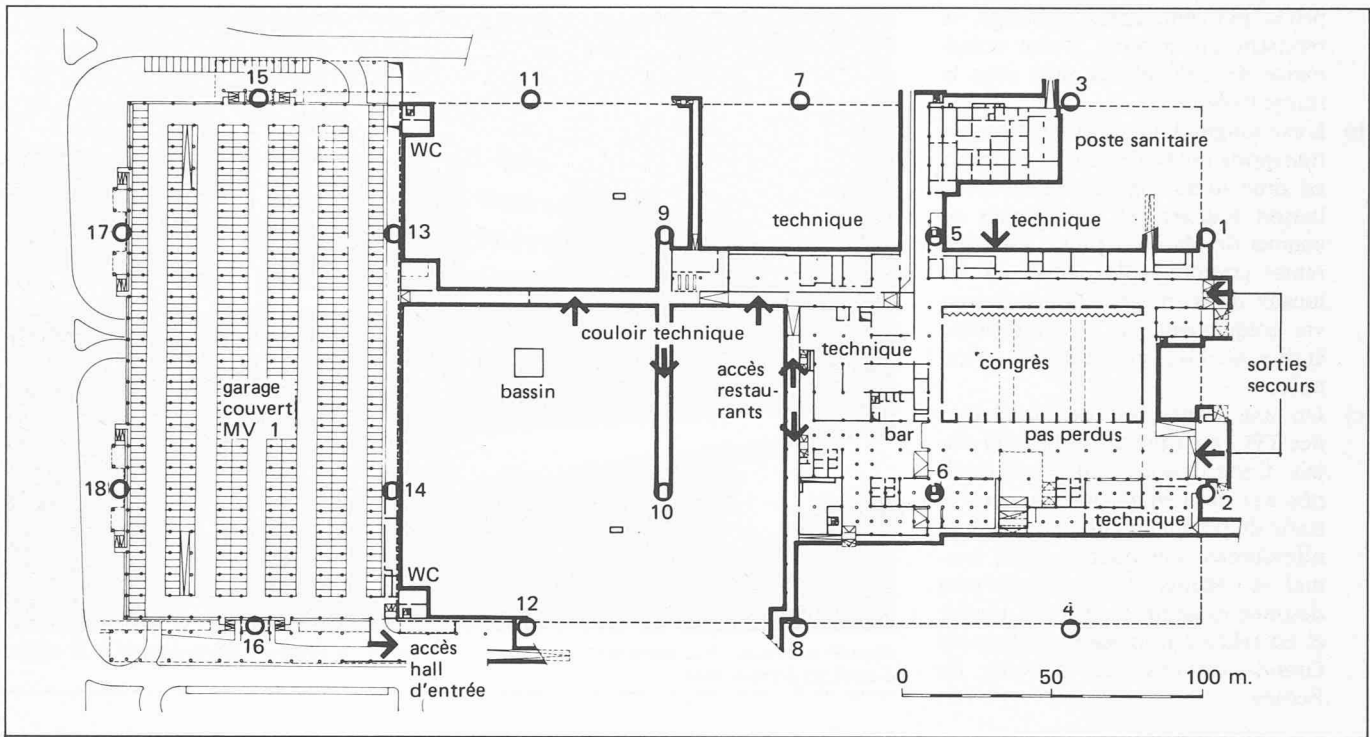 15
11
7
3
WC
poste sanitaire
17
13
9
technique
5
technique
1
couloir technique
technique
congrès
bassin
accès
restau-
rants
sorties
secours
garage
couvert
MV 1
bar
pas perdus
18
14
10
6
2
technique
WC
16
accès
hall
d'entrée
12
8
4
0 50 100 m.